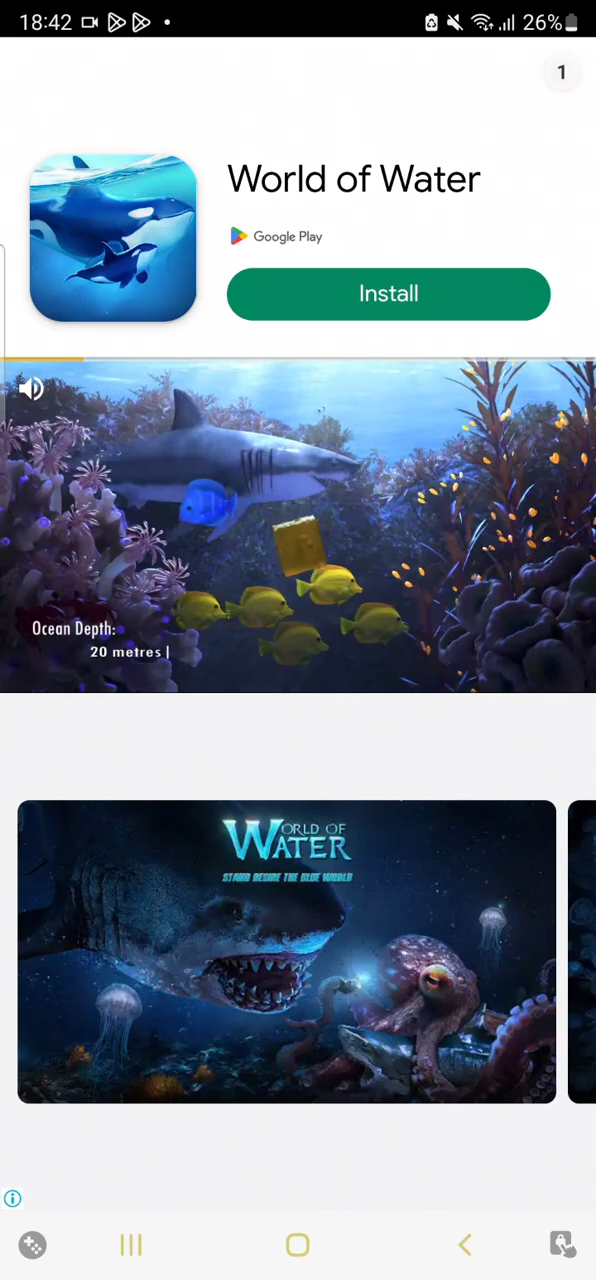 18:42
26%
1
World of Water
Google Play
Install
Ocean Depth:
20 metres |
WORLD OF
WATER
STAND BESIDE THE BLUE WORLD